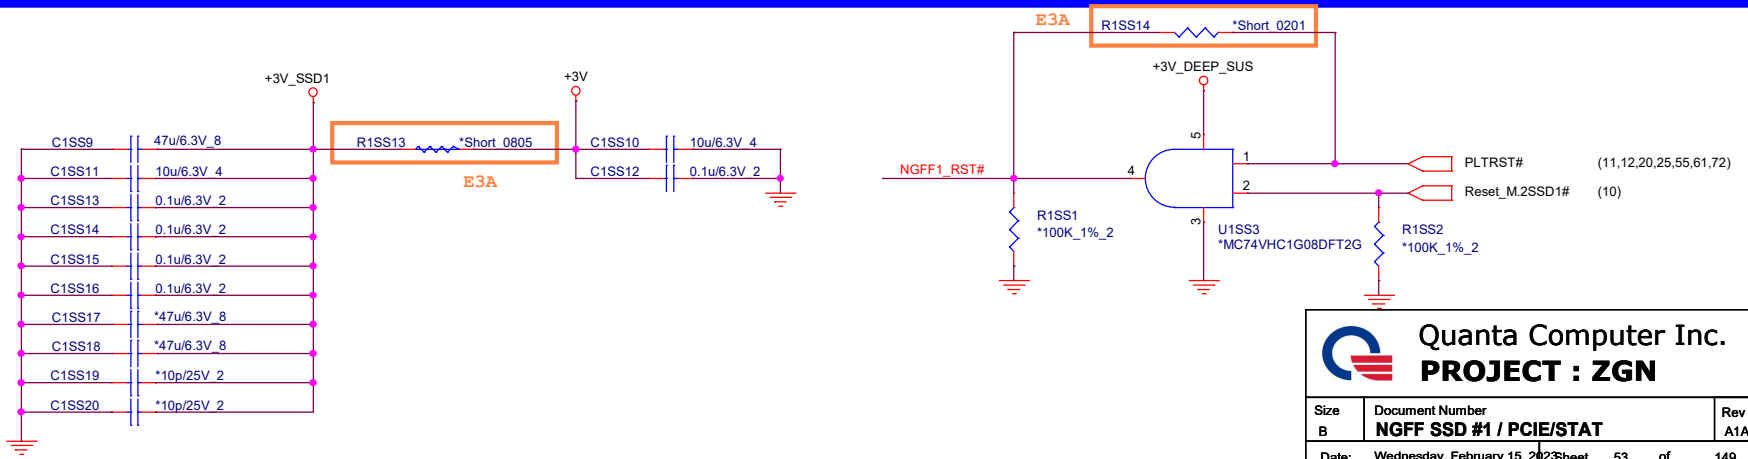 E3A
R1SS14 *Short_0201
+3V_SSD1
+3V
+3V_DEEP_SUS
C1SS9 47u/6.3V_8
R1SS13 *Short_0805
C1SS10 10u/6.3V_4
C1SS11 10u/6.3V_4
E3A
C1SS12 0.1u/6.3V_2
C1SS13 0.1u/6.3V_2
C1SS14 0.1u/6.3V_2
C1SS15 0.1u/6.3V_2
C1SS16 0.1u/6.3V_2
C1SS17 *47u/6.3V_8
C1SS18 *47u/6.3V_8
C1SS19 *10p/25V_2
C1SS20 *10p/25V_2
NGFF1_RST#
4
5
1
2
3
PLTRST# (11,12,20,25,55,61,72)
Reset_M.2SSD1# (10)
R1SS1
*100K_1%_2
U1SS3
*MC74VHC1G08DFT2G
R1SS2
*100K_1%_2
Quanta Computer Inc.
PROJECT : ZGN
Size Document Number Rev
B NGFF SSD #1 / PCIE/STAT A1A
Date: Wednesday, February 15, 2023 Sheet 53 of 149